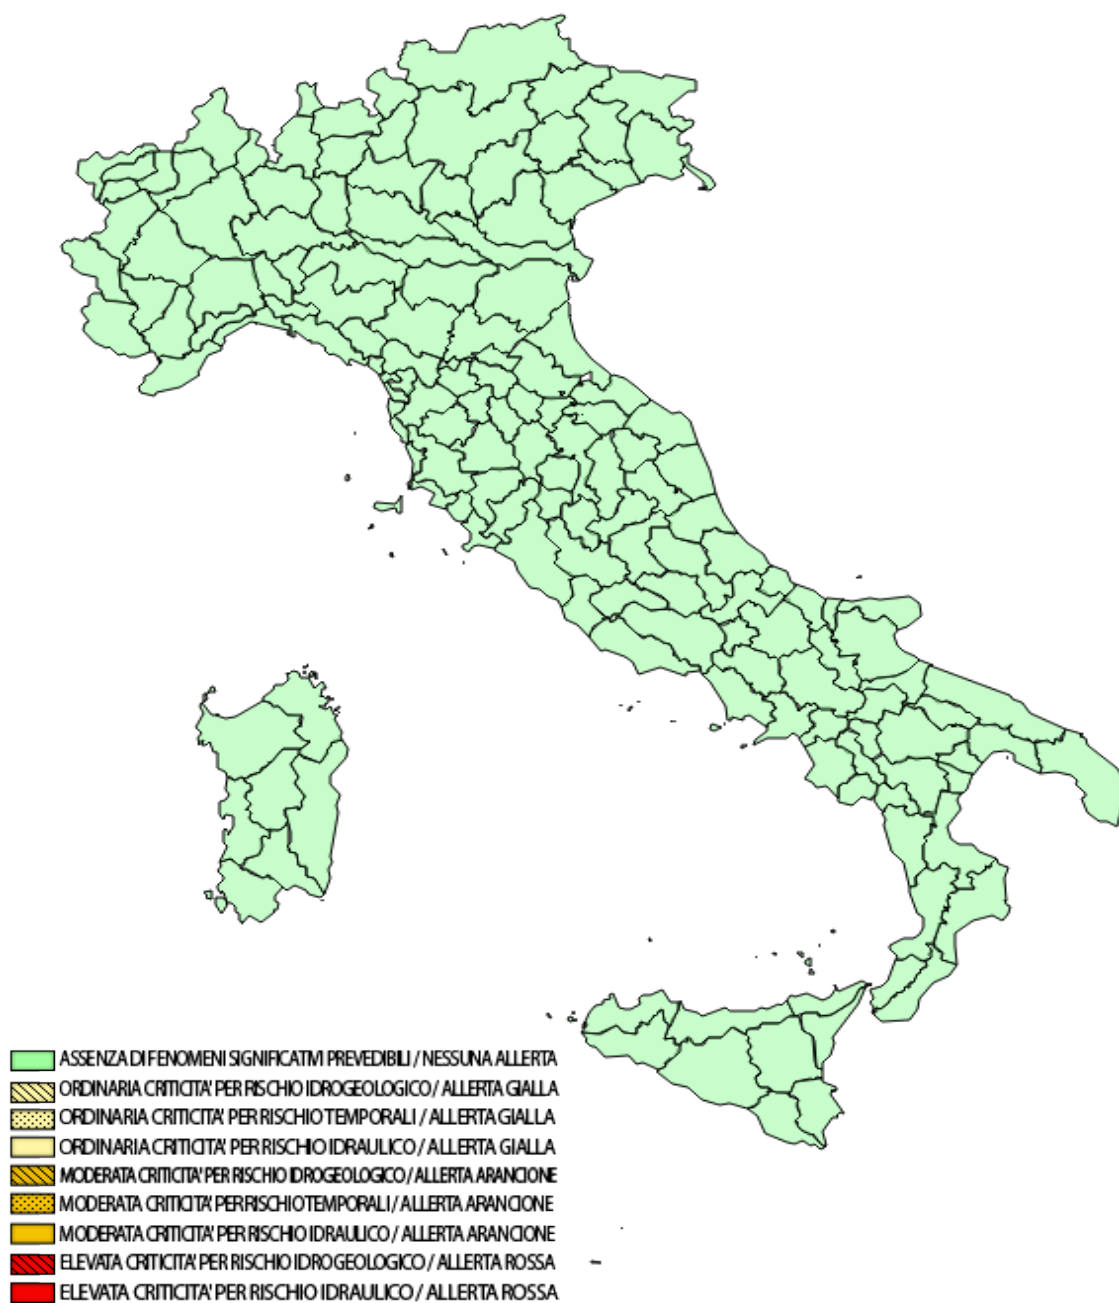 ASSENZA DI FENOMENI SIGNIFICATIVI PREVEDIBILI / NESSUNA ALLERTA
ORDINARIA CRITICITA' PER RISCHIO IDROGEOLOGICO / ALLERTA GIALLA
ORDINARIA CRITICITA' PER RISCHIO TEMPORALI / ALLERTA GIALLA
ORDINARIA CRITICITA' PER RISCHIO IDRAULICO / ALLERTA GIALLA
MODERATA CRITICITA' PER RISCHIO IDROGEOLOGICO / ALLERTA ARANCIONE
MODERATA CRITICITA' PER RISCHIO TEMPORALI / ALLERTA ARANCIONE
MODERATA CRITICITA' PER RISCHIO IDRAULICO / ALLERTA ARANCIONE
ELEVATA CRITICITA' PER RISCHIO IDROGEOLOGICO / ALLERTA ROSSA
ELEVATA CRITICITA' PER RISCHIO IDRAULICO / ALLERTA ROSSA